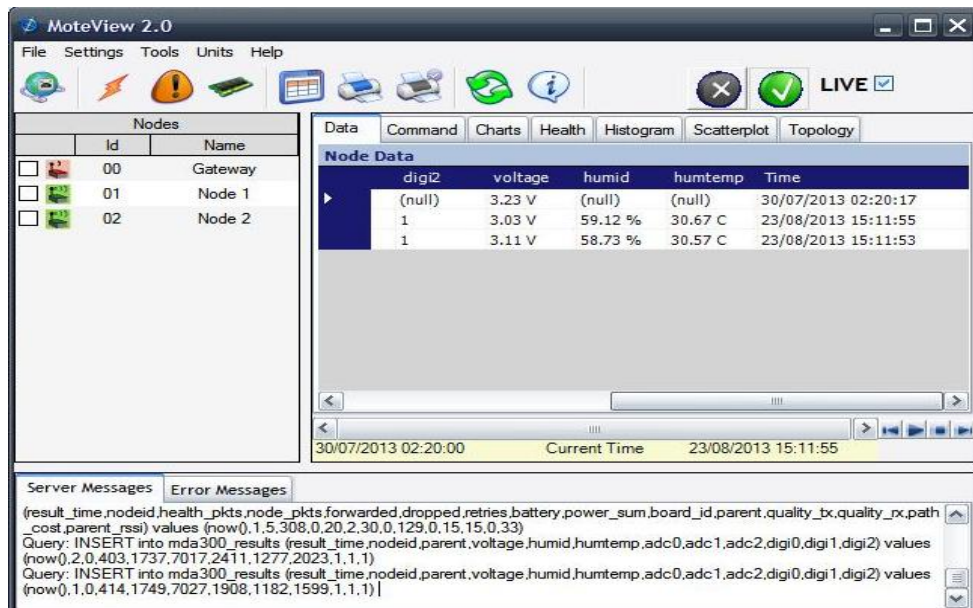 MoteView 2.0
File Settings Tools Units Help
LIVE
Nodes
Id Name
00 Gateway
01 Node 1
02 Node 2
Data Command Charts Health Histogram Scatterplot Topology
Node Data
digi2 voltage humid humtemp Time
(null) 3.23 V (null) (null) 30/07/2013 02:20:17
1 3.03 V 59.12 % 30.67 C 23/08/2013 15:11:55
1 3.11 V 58.73 % 30.57 C 23/08/2013 15:11:53
30/07/2013 02:20:00 Current Time 23/08/2013 15:11:55
Server Messages Error Messages
(result_time,nodeid,health_pkts,node_pkts,forwarded,dropped,retries,battery,power_sum,board_id,parent,quality_tx,quality_rx,path
_cost,parent_rssi) values (now(),1,5,308,0,20,2,30,0,129,0,15,15,0,33)
Query: INSERT into mda300_results (result_time,nodeid,parent,voltage,humid,humtemp,adc0,adc1,adc2,digi0,digi1,digi2) values
(now(),2,0,403,1737,7017,2411,1277,2023,1,1,1)
Query: INSERT into mda300_results (result_time,nodeid,parent,voltage,humid,humtemp,adc0,adc1,adc2,digi0,digi1,digi2) values
(now(),1,0,414,1749,7027,1908,1182,1599,1,1,1)